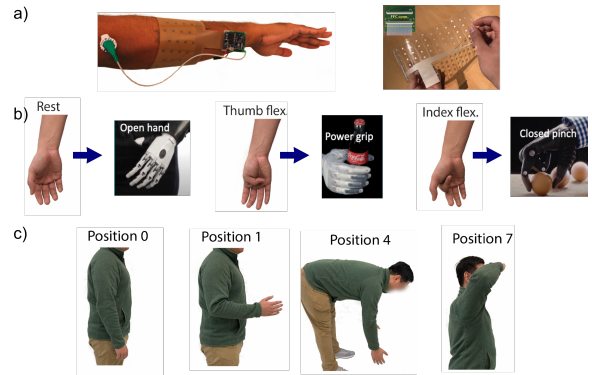 a)
b)
Rest
Open hand
Thumb flex.
Power grip
Index flex.
Closed pinch
c)
Position 0
Position 1
Position 4
Position 7